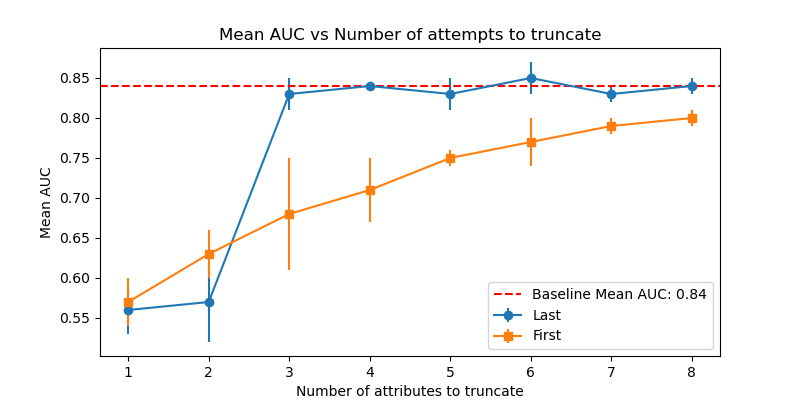 Mean AUC vs Number of attempts to truncate
Mean AUC
0.85
0.80
0.75
0.70
0.65
0.60
0.55
Baseline Mean AUC: 0.84
Last
First
1 2 3 4 5 6 7 8
Number of attributes to truncate